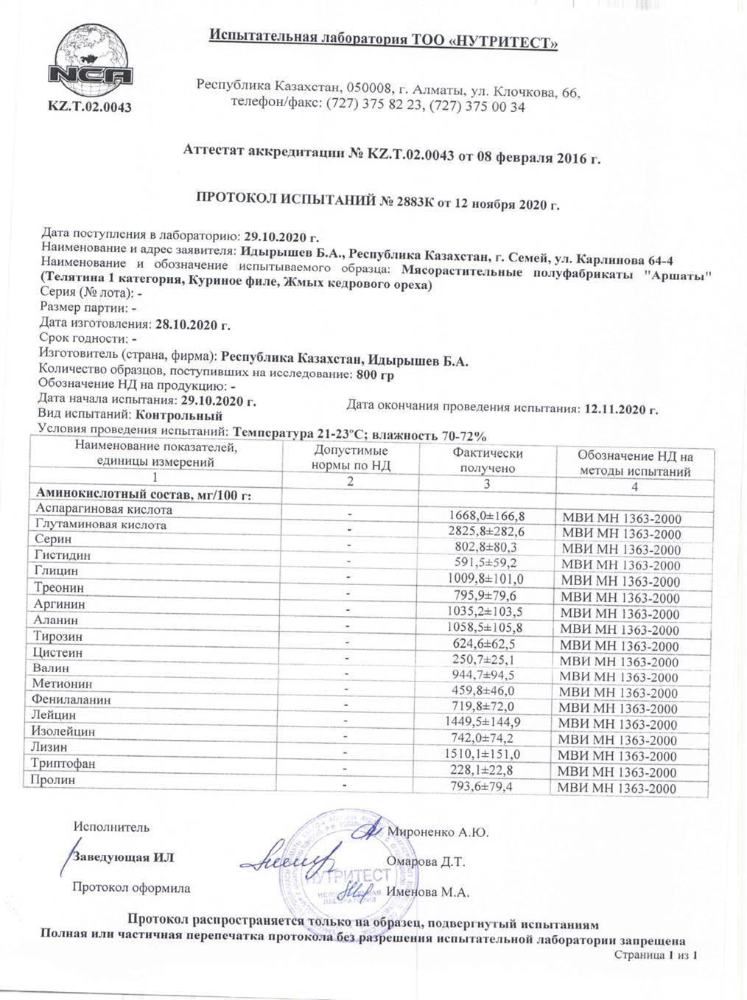 Испытательная лаборатория ТОО «НУТРИТЕСТ»
NCA
KZ.T.02.0043
Республика Казахстан, 050008, г. Алматы, ул. Клочкова, 66,
телефон/факс: (727) 375 82 23, (727) 375 00 34
Аттестат аккредитации № KZ.T.02.0043 от 08 февраля 2016 г.
ПРОТОКОЛ ИСПЫТАНИЙ № 2883К от 12 ноября 2020 г.
Дата поступления в лабораторию: 29.10.2020 г.
Наименование и адрес заявителя: Идырышев Б.А., Республика Казахстан, г. Семей, ул. Карлинова 64-4
Наименование и обозначение испытываемого образца: Мясорастительные полуфабрикаты "Аршаты"
(Телятина 1 категория, Куриное филе, Жмых кедрового ореха)
Серия (№ лота): -
Размер партии: -
Дата изготовления: 28.10.2020 г.
Срок годности: -
Изготовитель (страна, фирма): Республика Казахстан, Идырышев Б.А.
Количество образцов, поступивших на исследование: 800 гр
Обозначение НД на продукцию: -
Дата начала испытания: 29.10.2020 г. Дата окончания проведения испытания: 12.11.2020 г.
Вид испытаний: Контрольный
Условия проведения испытаний: Температура 21-23ºС; влажность 70-72%
Наименование показателей, Допустимые Фактически Обозначение НД на
единицы измерений нормы по НД получено методы испытаний
1 2 3 4
Аминокислотный состав, мг/100 г:
Аспарагиновая кислота - 1668,0±166,8 МВИ МН 1363-2000
Глутаминовая кислота - 2825,8±282,6 МВИ МН 1363-2000
Серин - 802,8±80,3 МВИ МН 1363-2000
Гистидин - 591,5±59,2 МВИ МН 1363-2000
Глицин - 1009,8±101,0 МВИ МН 1363-2000
Треонин - 795,9±79,6 МВИ МН 1363-2000
Аргинин - 1035,2±103,5 МВИ МН 1363-2000
Аланин - 1058,5±105,8 МВИ МН 1363-2000
Тирозин - 624,6±62,5 МВИ МН 1363-2000
Цистеин - 250,7±25,1 МВИ МН 1363-2000
Валин - 944,7±94,5 МВИ МН 1363-2000
Метионин - 459,8±46,0 МВИ МН 1363-2000
Фенилаланин - 719,8±72,0 МВИ МН 1363-2000
Лейцин - 1449,5±144,9 МВИ МН 1363-2000
Изолейцин - 742,0±74,2 МВИ МН 1363-2000
Лизин - 1510,1±151,0 МВИ МН 1363-2000
Триптофан - 228,1±22,8 МВИ МН 1363-2000
Пролин - 793,6±79,4 МВИ МН 1363-2000
Исполнитель Мироненко А.Ю.
Заведующая ИЛ Омарова Д.Т.
НУТРИТЕСТ
ИСПЫТАТЕЛЬНАЯ
ЛАБОРАТОРИЯ
Протокол оформила Именова М.А.
Протокол распространяется только на образец, подвергнутый испытаниям
Полная или частичная перепечатка протокола без разрешения испытательной лаборатории запрещена
Страница 1 из 1